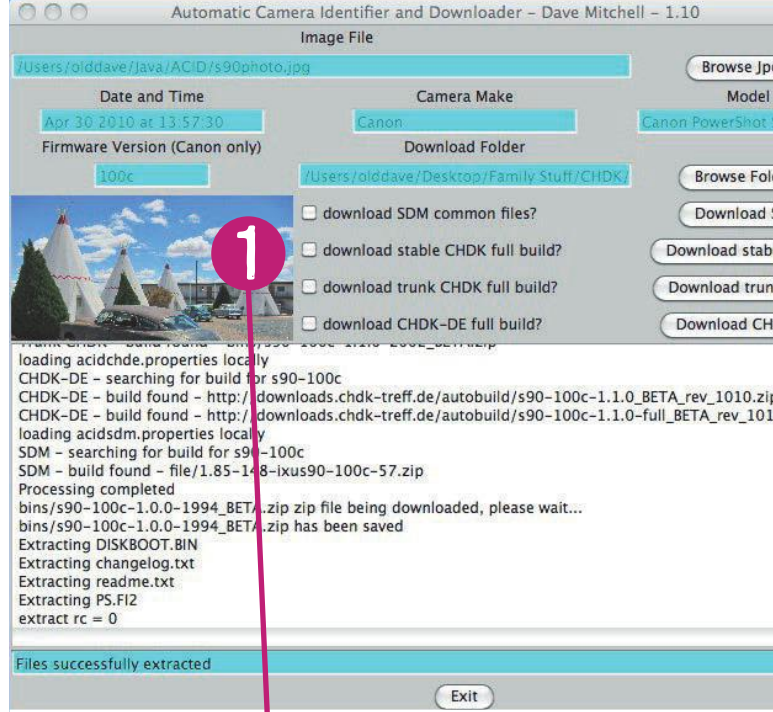 Automatic Camera Identifier and Downloader – Dave Mitchell – 1.10
Image File
/Users/olddave/Java/ACID/s90photo.jpg
Browse Jp
Date and Time
Camera Make
Model
Apr 30 2010 at 13:57:30
Canon
Canon PowerShot
Firmware Version (Canon only)
Download Folder
100c
/Users/olddave/Desktop/Family Stuff/CHDK/
Browse Fol
1
download SDM common files?
Download
download stable CHDK full build?
Download stab
download trunk CHDK full build?
Download trun
download CHDK-DE full build?
Download CH
loading acidchde.properties locally
CHDK-DE – searching for build for s90-100c
CHDK-DE – build found – http://downloads.chdk-treff.de/autobuild/s90-100c-1.1.0_BETA_rev_1010.zip
CHDK-DE – build found – http://downloads.chdk-treff.de/autobuild/s90-100c-1.1.0-full_BETA_rev_101
loading acidsdm.properties locally
SDM – searching for build for s90-100c
SDM – build found – file/1.85-148-ixus90-100c-57.zip
Processing completed
bins/s90-100c-1.0.0-1994_BETA.zip zip file being downloaded, please wait...
bins/s90-100c-1.0.0-1994_BETA.zip has been saved
Extracting DISKBOOT.BIN
Extracting changelog.txt
Extracting readme.txt
Extracting PS.FI2
extract rc = 0
Files successfully extracted
Exit